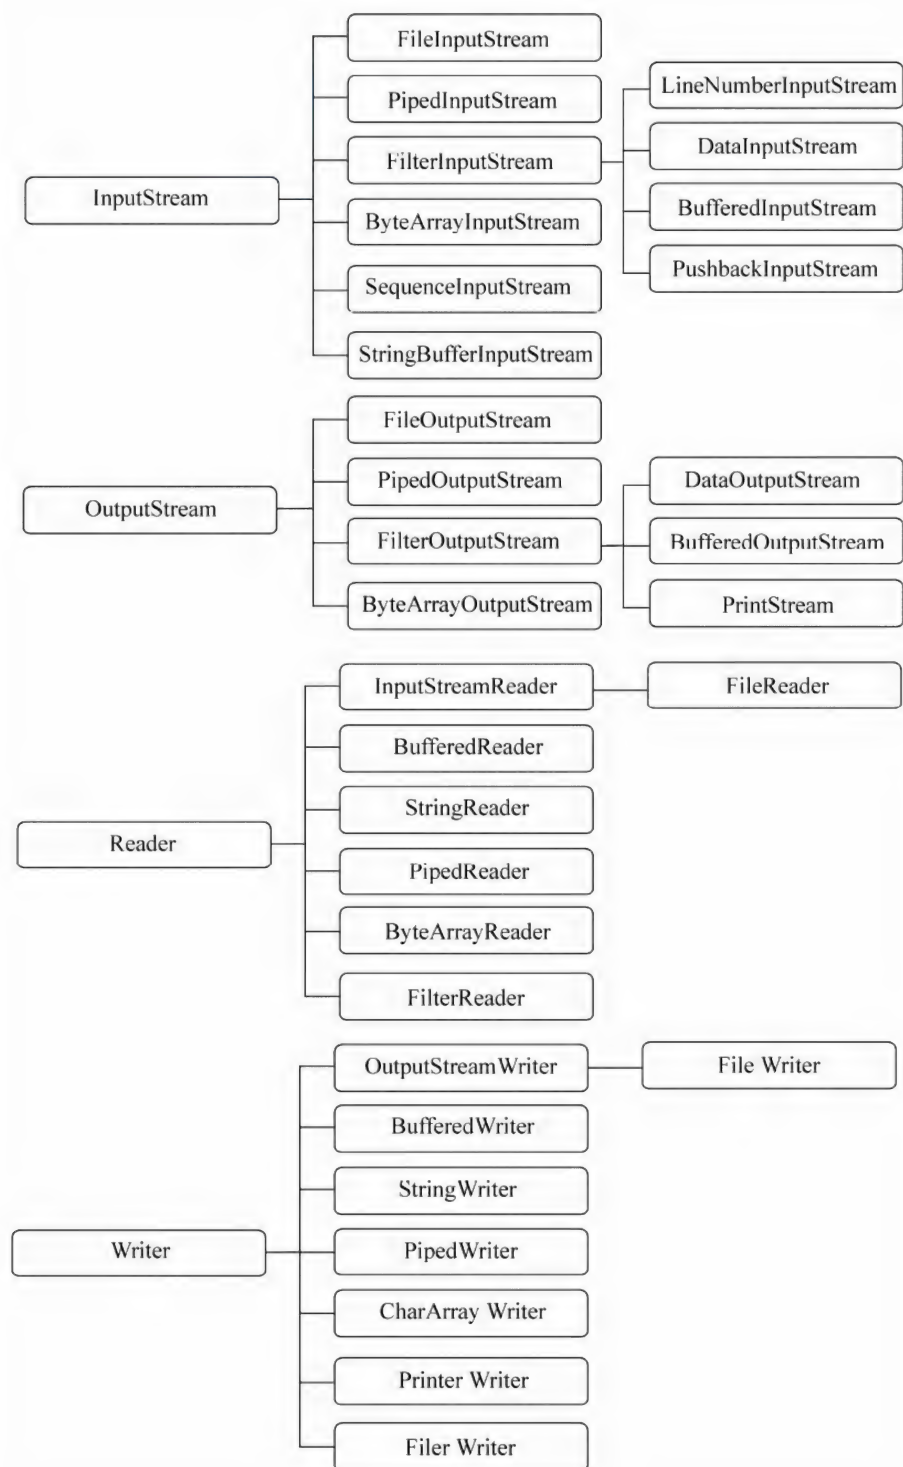 InputStream
FileInputStream
PipedInputStream
FilterInputStream
ByteArrayInputStream
SequenceInputStream
StringBufferInputStream
LineNumberInputStream
DataInputStream
BufferedInputStream
PushbackInputStream
OutputStream
FileOutputStream
PipedOutputStream
FilterOutputStream
ByteArrayOutputStream
DataOutputStream
BufferedOutputStream
PrintStream
Reader
InputStreamReader
BufferedReader
StringReader
PipedReader
ByteArrayReader
FilterReader
FileReader
Writer
OutputStreamWriter
BufferedWriter
StringWriter
PipedWriter
CharArray Writer
Printer Writer
Filer Writer
File Writer